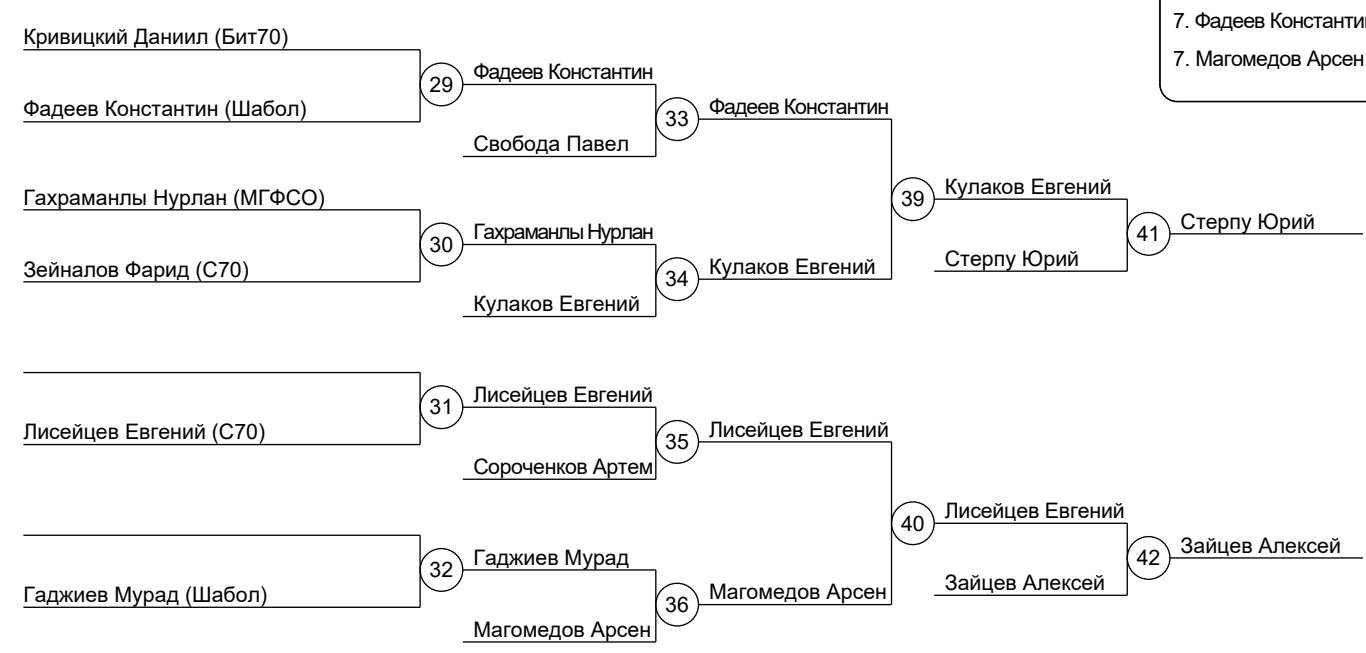 7. Фадеев Константин
7. Магомедов Арсен
Кривицкий Даниил (Бит70)
29
Фадеев Константин
Фадеев Константин (Шабол)
33
Фадеев Константин
Свобода Павел
Гахраманлы Нурлан (МГФСО)
39
Кулаков Евгений
30
Гахраманлы Нурлан
41
Стерпу Юрий
Зейналов Фарид (С70)
34
Кулаков Евгений
Стерпу Юрий
Кулаков Евгений
31
Лисейцев Евгений
Лисейцев Евгений (С70)
35
Лисейцев Евгений
Сороченков Артем
40
Лисейцев Евгений
32
Гаджиев Мурад
42
Зайцев Алексей
Гаджиев Мурад (Шабол)
36
Магомедов Арсен
Зайцев Алексей
Магомедов Арсен